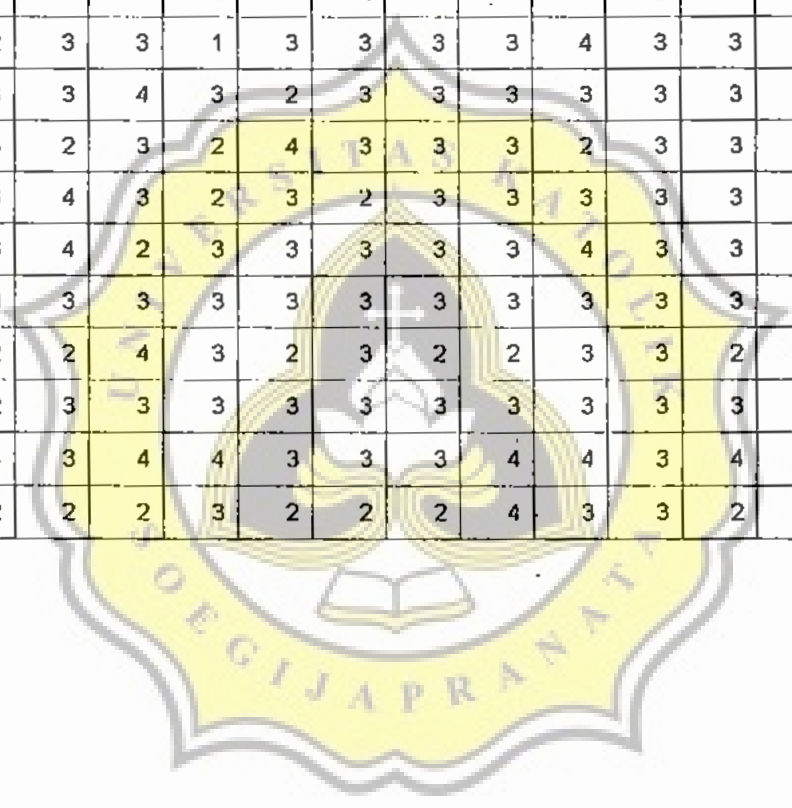 3 3 1 3 3 3 3 4 3 3
3 4 3 2 3 3 3 3 3 3
2 3 2 4 3 3 3 2 3 3
4 3 2 3 2 3 3 3 3 3
4 2 3 3 3 3 3 4 3 3
3 3 3 3 3 3 3 3 3 3
2 4 3 2 3 2 2 3 3 2
3 3 3 3 3 3 3 3 3 3
3 4 4 3 3 3 4 4 3 4
2 2 3 2 2 2 4 3 3 2
UNIVERSITAS KATOLIK
SOEGIJAPRANATA